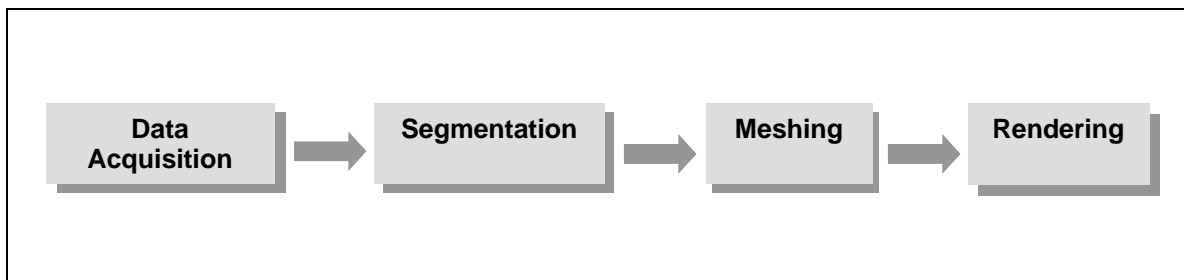 Data
Acquisition
Segmentation
Meshing
Rendering